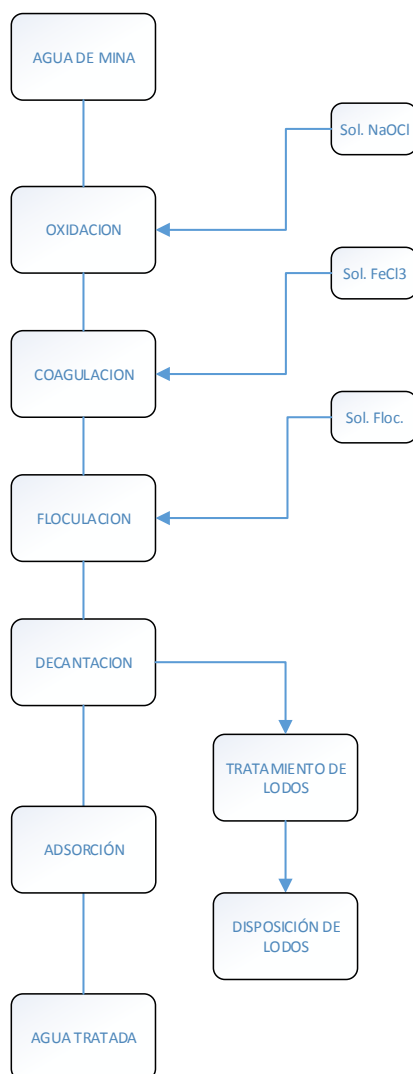 AGUA DE MINA
Sol. NaOCl
OXIDACION
Sol. FeCl3
COAGULACION
Sol. Floc.
FLOCULACION
DECANTACION
TRATAMIENTO DE
LODOS
ADSORCIÓN
DISPOSICIÓN DE
LODOS
AGUA TRATADA